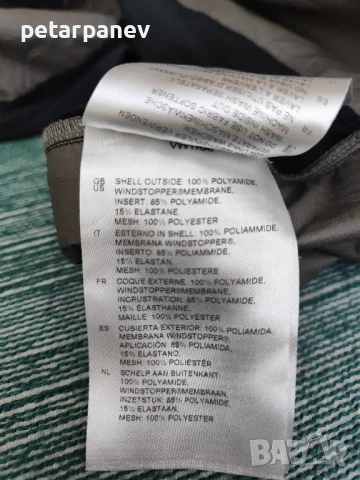 petarpanev
GB SHELL OUTSIDE: 100% POLYAMIDE,
US WINDSTOPPER®MEMBRANE,
INSERT: 85% POLYAMIDE,
15% ELASTANE
MESH: 100% POLYESTER
IT ESTERNO IN SHELL: 100% POLIAMMIDE,
MEMBRANA WINDSTOPPER®,
INSERTO: 85% POLIAMMIDE,
15% ELASTAN,
MESH: 100% POLIESTERE
FR COQUE EXTERNE: 100% POLYAMIDE,
WINDSTOPPER®MEMBRANE,
INCRUSTRATION: 85% POLYAMIDE,
15% ELASTHANNE,
MAILLE: 100% POLYESTER
ES CUBIERTA EXTERIOR: 100% POLIAMIDA,
MEMBRANA WINDSTOPPER®,
APLICACIÓN: 85% POLIAMIDA,
15% ELASTANO,
MESH: 100% POLIESTÉR
NL SCHELP AAN BUITENKANT:
100% POLYAMIDE,
WINDSTOPPER®MEMBRAAN,
INZETSTUK: 85% POLYAMIDE,
15% ELASTAAN,
MESH: 100% POLYESTER
BAZAR
bg